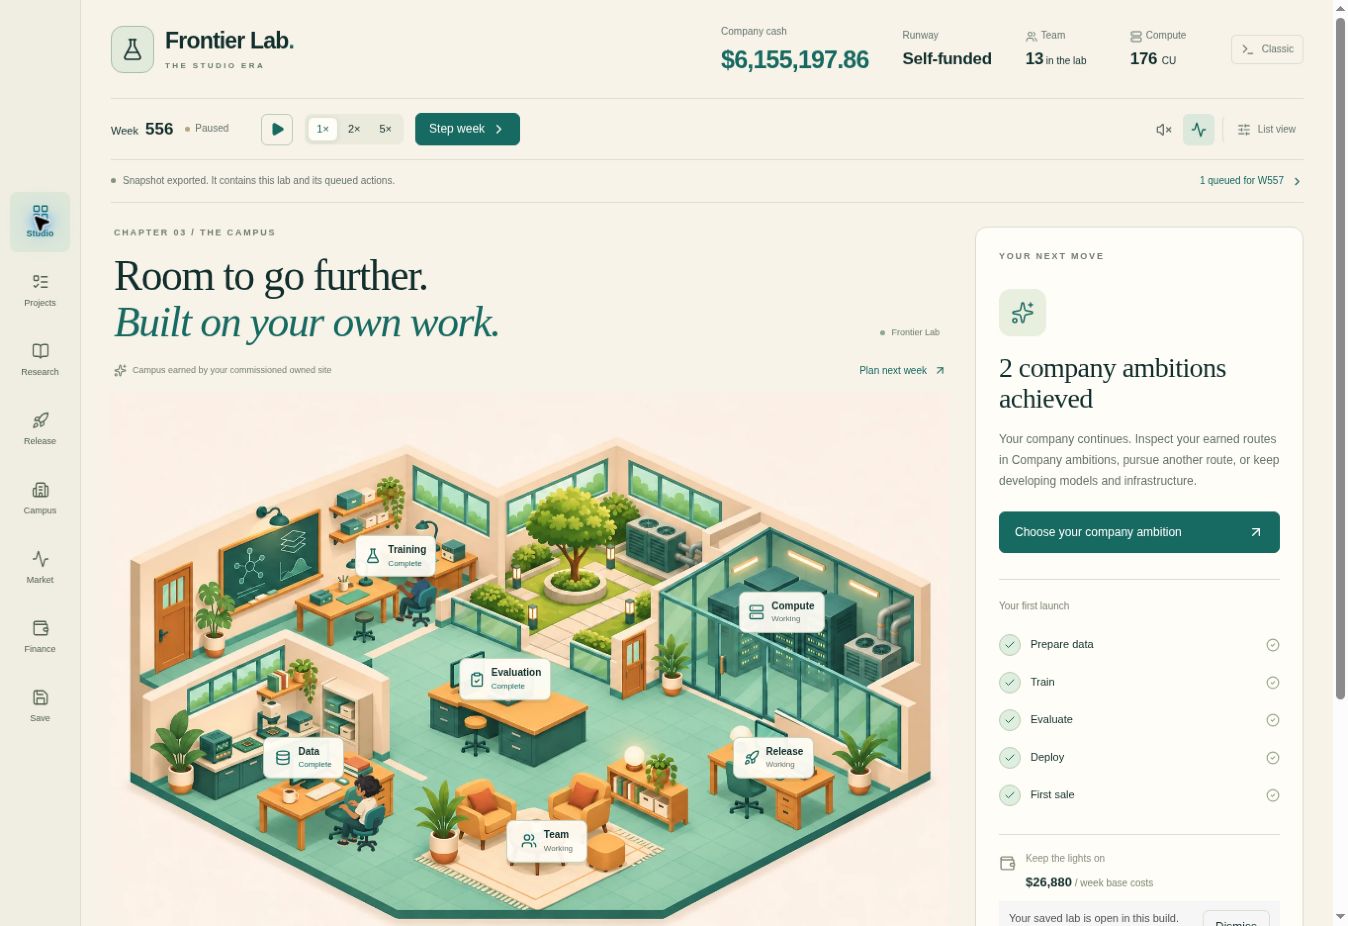 Frontier Lab.
THE STUDIO ERA
Company cash
$6,155,197.86
Runway
Self-funded
Team
13 in the lab
Compute
176 CU
Classic
Week 556
Paused
1×
2×
5×
Step week
List view
Snapshot exported. It contains this lab and its queued actions.
1 queued for W557
Studio
Projects
Research
Release
Campus
Market
Finance
Save
CHAPTER 03 / THE CAMPUS
Room to go further.
Built on your own work.
Frontier Lab
Campus earned by your commissioned owned site
Plan next week
Training
Complete
Compute
Working
Evaluation
Complete
Data
Complete
Release
Working
Team
Working
YOUR NEXT MOVE
2 company ambitions
achieved
Your company continues. Inspect your earned routes
in Company ambitions, pursue another route, or keep
developing models and infrastructure.
Choose your company ambition
Your first launch
Prepare data
Train
Evaluate
Deploy
First sale
Keep the lights on
$26,880 / week base costs
Your saved lab is open in this build.
Dismiss